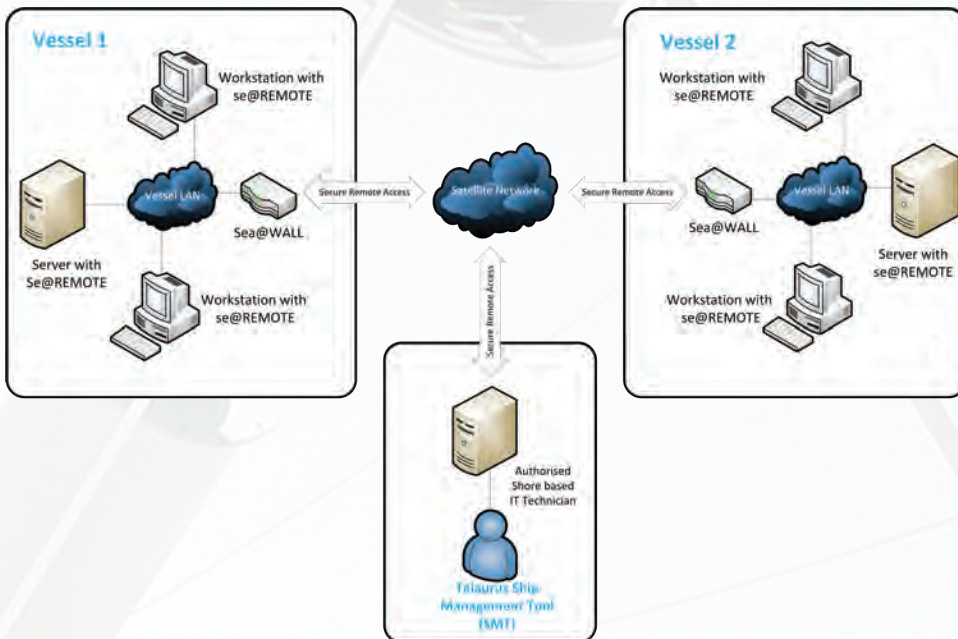 Vessel 1
Workstation with
se@REMOTE
Vessel LAN
Sea@WALL
Server with
Se@REMOTE
Workstation with
se@REMOTE
Secure Remote Access
Satellite Network
Secure Remote Access
Vessel 2
Workstation with
se@REMOTE
Vessel LAN
Sea@WALL
Server with
se@REMOTE
Workstation with
se@REMOTE
Secure Remote Access
Authorised
Shore based
IT Technician
Telaurus Ship
Management Tool
(SMT)